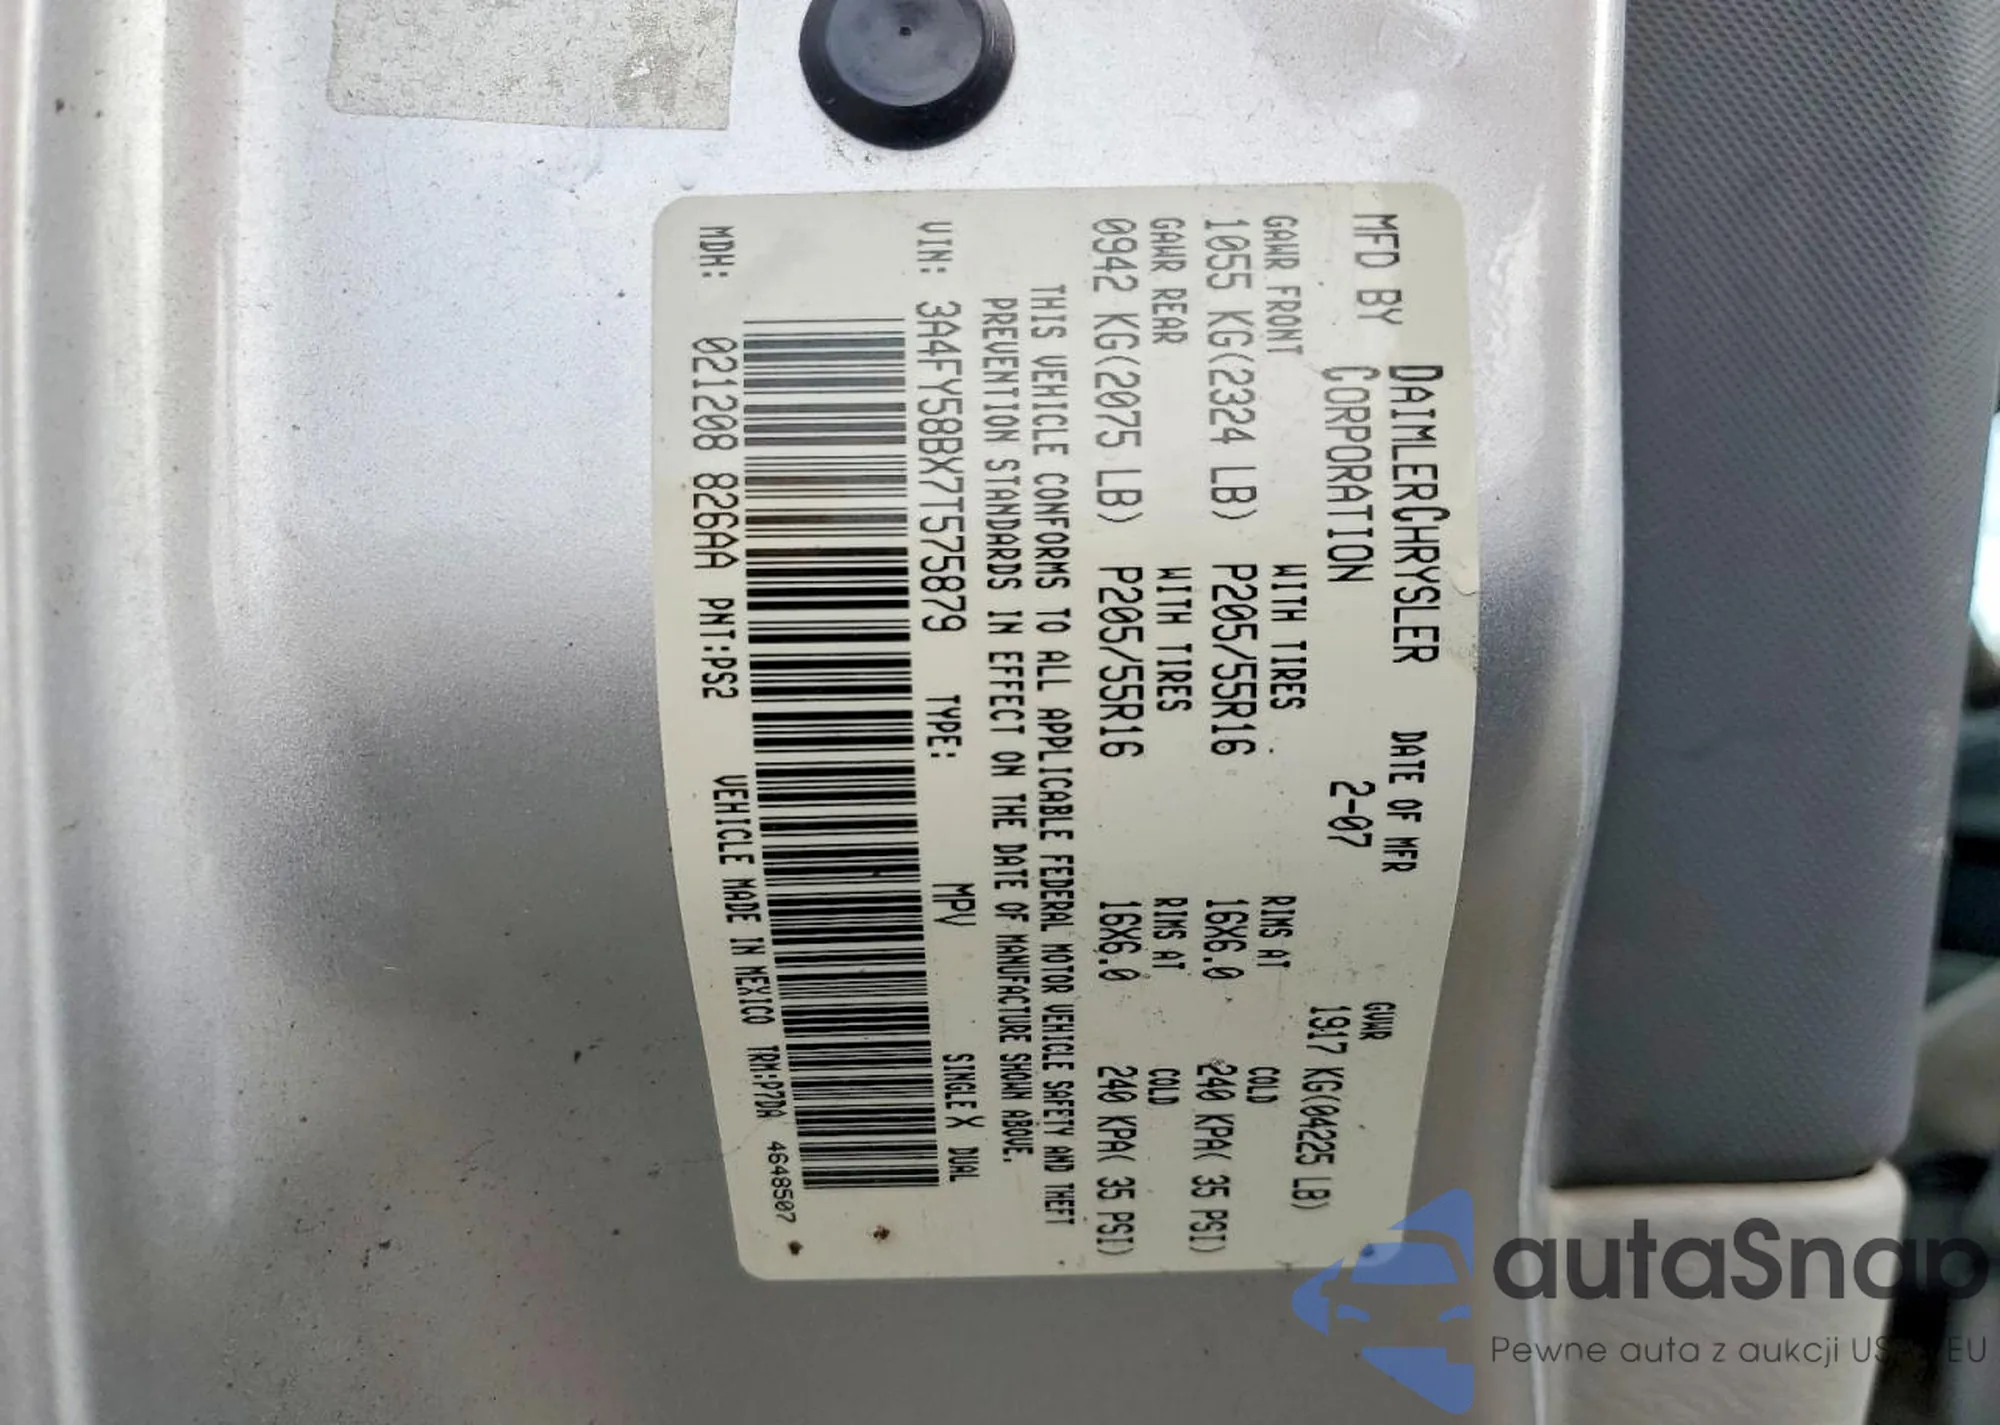 MFD BY DAIMLERCHRYSLER CORPORATION
DATE OF MFR 2-07
GVWR 1917 KG(04225 LB)
GAWR FRONT WITH TIRES RIMS AT COLD
1055 KG(2324 LB) P205/55R16 16X6.0 240 KPA( 35 PSI)
GAWR REAR WITH TIRES RIMS AT COLD
0942 KG(2075 LB) P205/55R16 16X6.0 240 KPA( 35 PSI)
THIS VEHICLE CONFORMS TO ALL APPLICABLE FEDERAL MOTOR VEHICLE SAFETY AND THEFT
PREVENTION STANDARDS IN EFFECT ON THE DATE OF MANUFACTURE SHOWN ABOVE.
VIN: 3A4FY58BX7T575879 TYPE: MPV SINGLE X DUAL
MDH: 021208 826AA PNT:PS2 VEHICLE MADE IN MEXICO TRM:P7DA 4648507
autaSnap
Pewne auta z aukcji USA i EU